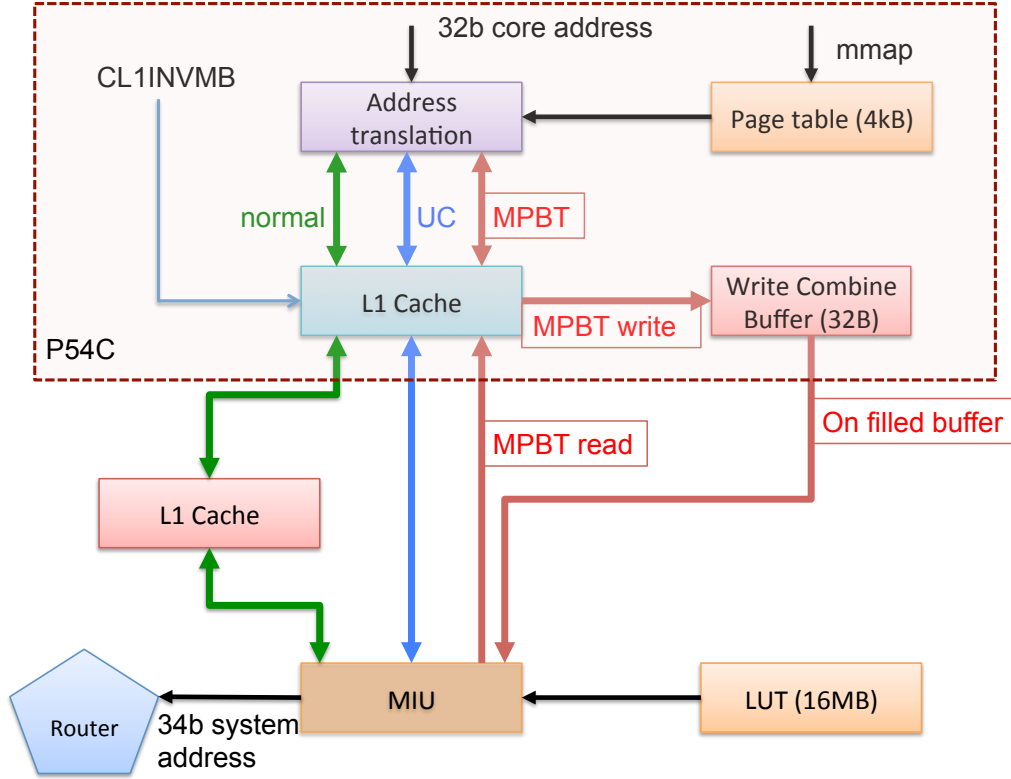 32b core address
mmap
CL1INVMB
Address
translation
Page table (4kB)
normal
UC
MPBT
L1 Cache
Write Combine
Buffer (32B)
MPBT write
P54C
On filled buffer
MPBT read
L1 Cache
MIU
LUT (16MB)
Router
34b system
address